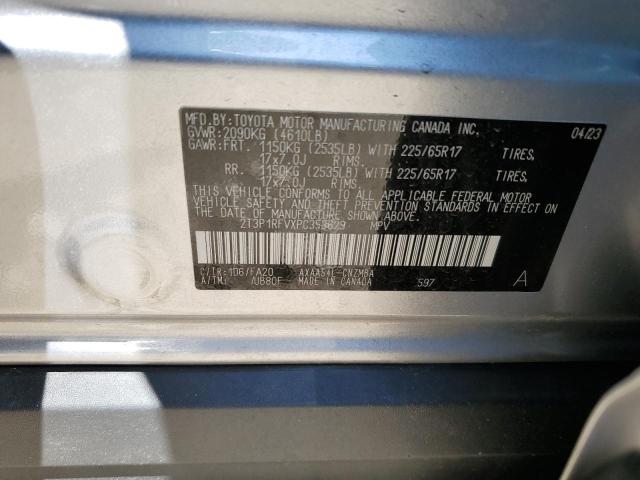 MFD.BY:TOYOTA MOTOR MANUFACTURING CANADA INC. 04/23
GVWR:2090KG (4610LB)
GAWR:FRT. 1150KG (2535LB) WITH 225/65R17 TIRES,
17x7.0J RIMS.
RR. 1150KG (2535LB) WITH 225/65R17 TIRES,
17x7.0J RIMS.
THIS VEHICLE CONFORMS TO ALL APPLICABLE FEDERAL MOTOR
VEHICLE SAFETY AND THEFT PREVENTION STANDARDS IN EFFECT ON
THE DATE OF MANUFACTURE SHOWN ABOVE.
MPV
C/TR:1D6/FA20
A/TM: /UB80F MADE IN CANADA 597 A